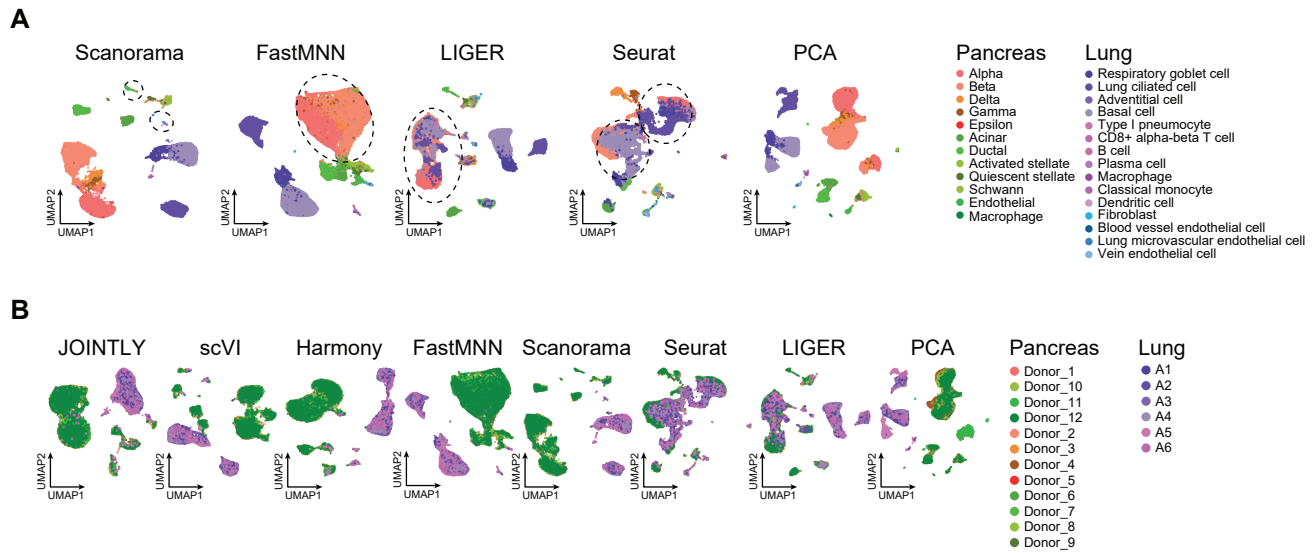 A
Scanorama
FastMNN
LIGER
Seurat
PCA
Pancreas
Lung
Alpha
Beta
Delta
Gamma
Epsilon
Acinar
Ductal
Activated stellate
Quiescent stellate
Schwann
Endothelial
Macrophage
Respiratory goblet cell
Lung ciliated cell
Adventitial cell
Basal cell
Type I pneumocyte
CD8+ alpha-beta T cell
B cell
Plasma cell
Macrophage
Classical monocyte
Dendritic cell
Fibroblast
Blood vessel endothelial cell
Lung microvascular endothelial cell
Vein endothelial cell
UMAP2
UMAP1
UMAP2
UMAP1
UMAP2
UMAP1
UMAP2
UMAP1
UMAP2
UMAP1
B
JOINTLY
scVI
Harmony
FastMNN
Scanorama
Seurat
LIGER
PCA
Pancreas
Lung
Donor_1
Donor_10
Donor_11
Donor_12
Donor_2
Donor_3
Donor_4
Donor_5
Donor_6
Donor_7
Donor_8
Donor_9
A1
A2
A3
A4
A5
A6
UMAP2
UMAP1
UMAP2
UMAP1
UMAP2
UMAP1
UMAP2
UMAP1
UMAP2
UMAP1
UMAP2
UMAP1
UMAP2
UMAP1
UMAP2
UMAP1